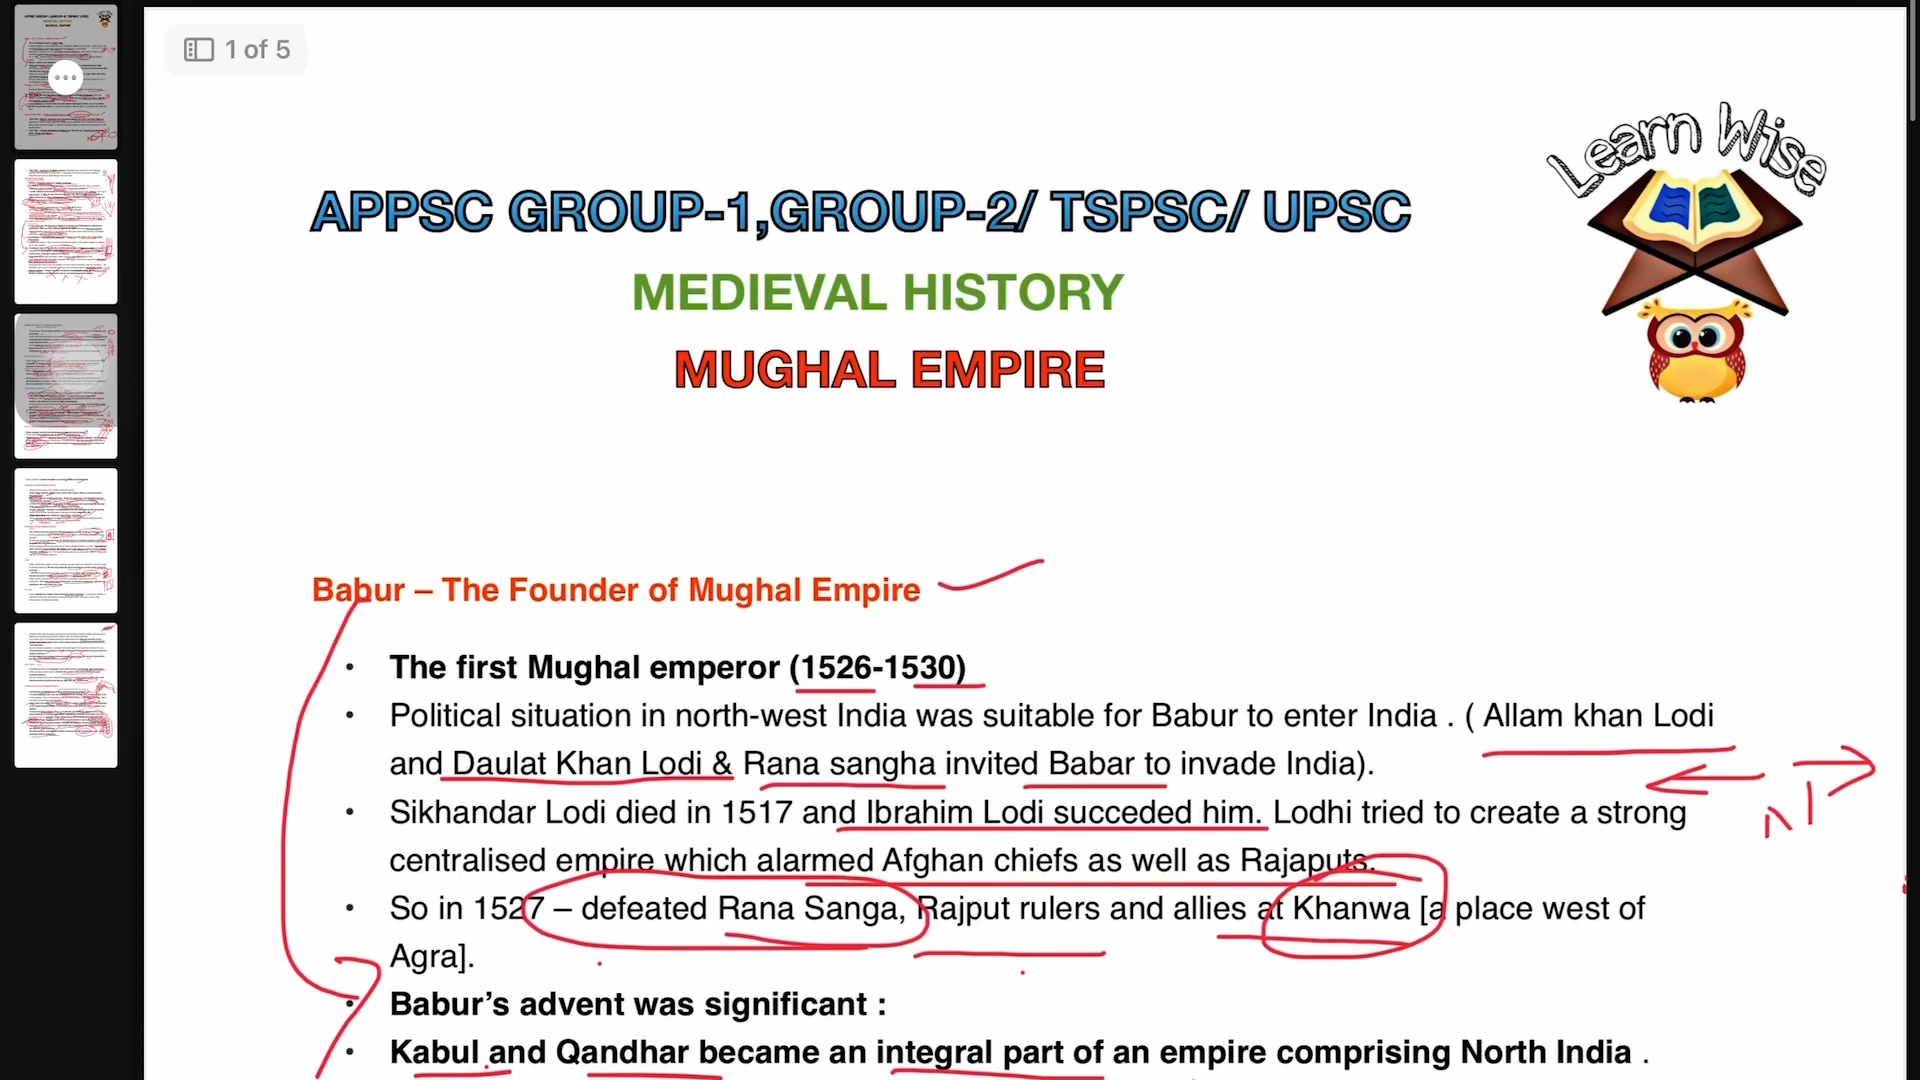 1 of 5
Learn Wise
APPSC GROUP-1,GROUP-2/ TSPSC/ UPSC
MEDIEVAL HISTORY
MUGHAL EMPIRE
Babur – The Founder of Mughal Empire
• The first Mughal emperor (1526-1530)
• Political situation in north-west India was suitable for Babur to enter India . ( Allam khan Lodi
and Daulat Khan Lodi & Rana sangha invited Babar to invade India).
• Sikhandar Lodi died in 1517 and Ibrahim Lodi succeded him. Lodhi tried to create a strong
centralised empire which alarmed Afghan chiefs as well as Rajaputs.
• So in 1527 – defeated Rana Sanga, Rajput rulers and allies at Khanwa [a place west of
Agra].
• Babur’s advent was significant :
• Kabul and Qandhar became an integral part of an empire comprising North India .